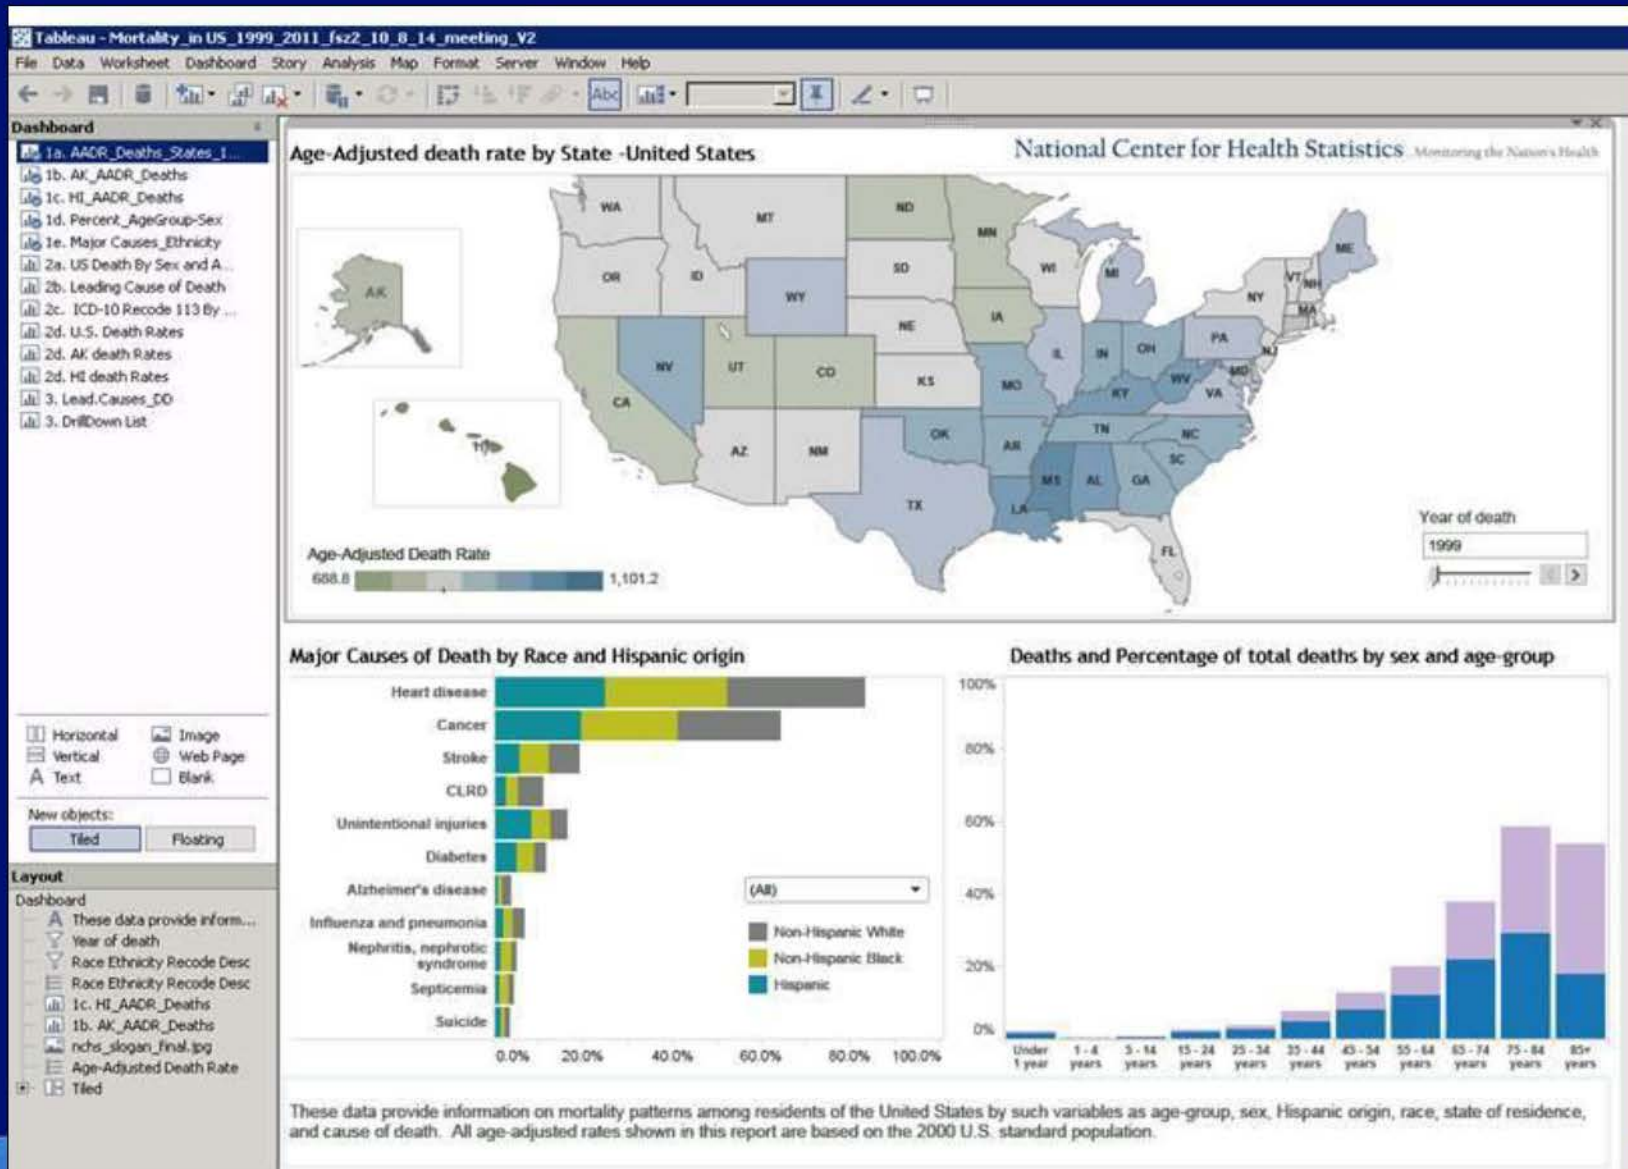 Tableau - Mortality_in US_1999_2011_fsz2_10_8_14_meeting_V2
File Data Worksheet Dashboard Story Analysis Map Format Server Window Help
Abc
Dashboard
1a. AADR_Deaths_States_1...
1b. AK_AADR_Deaths
1c. HI_AADR_Deaths
1d. Percent_AgeGroup-Sex
1e. Major Causes_Ethnicity
2a. US Death By Sex and A...
2b. Leading Cause of Death
2c. ICD-10 Recode 113 By ...
2d. U.S. Death Rates
2d. AK death Rates
2d. HI death Rates
3. Lead.Causes_DD
3. DrillDown List
Horizontal Image
Vertical Web Page
A Text Blank
New objects:
Tiled Floating
Layout
Dashboard
A These data provide inform...
Year of death
Race Ethnicity Recode Desc
Race Ethnicity Recode Desc
1c. HI_AADR_Deaths
1b. AK_AADR_Deaths
nchs_slogan_final.jpg
Age-Adjusted Death Rate
Tiled
Age-Adjusted death rate by State -United States
National Center for Health Statistics Monitoring the Nation's Health
WA MT ND MN ME
OR ID SD WI MI VT NH
WY NY MA
AK NE IA PA NJ
NV UT CO KS IL IN OH MD
CA MO KY WV VA
HI AZ NM OK AR TN NC
SC
TX LA MS AL GA
FL
Age-Adjusted Death Rate
688.8 1,101.2
Year of death
1999
Major Causes of Death by Race and Hispanic origin
Heart disease
Cancer
Stroke
CLRD
Unintentional injuries
Diabetes
Alzheimer's disease
Influenza and pneumonia
Nephritis, nephrotic
syndrome
Septicemia
Suicide
0.0% 20.0% 40.0% 60.0% 80.0% 100.0%
(All)
Non-Hispanic White
Non-Hispanic Black
Hispanic
Deaths and Percentage of total deaths by sex and age-group
100%
80%
60%
40%
20%
0%
Under 1 - 4 5 - 14 15 - 24 25 - 34 35 - 44 45 - 54 55 - 64 65 - 74 75 - 84 85+
1 year years years years years years years years years years years
These data provide information on mortality patterns among residents of the United States by such variables as age-group, sex, Hispanic origin, race, state of residence,
and cause of death. All age-adjusted rates shown in this report are based on the 2000 U.S. standard population.